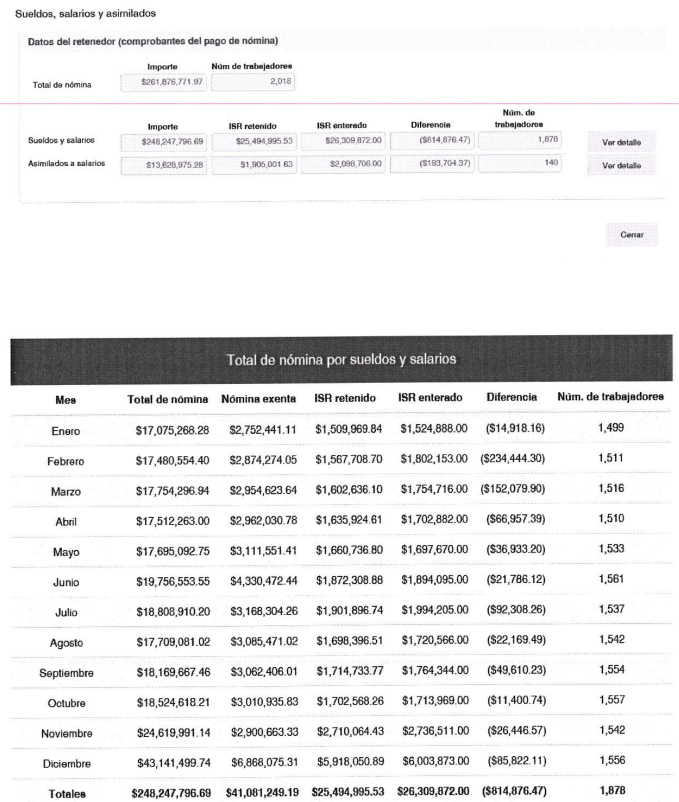 Sueldos, salarios y asimilados
Datos del retenedor (comprobantes del pago de nómina)
Importe Núm de trabajadores
Total de nómina $261,876,771.97 2,018
Núm. de
Importe ISR retenido ISR enterado Diferencia trabajadores
Sueldos y salarios $248,247,796.69 $25,494,995.53 $26,309,872.00 ($814,876.47) 1,878 Ver detalle
Asimilados a salarios $13,628,975.28 $1,905,001.63 $2,098,706.00 ($193,704.37) 140 Ver detalle
Cerrar
Total de nómina por sueldos y salarios
Mes Total de nómina Nómina exenta ISR retenido ISR enterado Diferencia Núm. de trabajadores
Enero $17,075,268.28 $2,752,441.11 $1,509,969.84 $1,524,888.00 ($14,918.16) 1,499
Febrero $17,480,554.40 $2,874,274.05 $1,567,708.70 $1,802,153.00 ($234,444.30) 1,511
Marzo $17,754,296.94 $2,954,623.64 $1,602,636.10 $1,754,716.00 ($152,079.90) 1,516
Abril $17,512,263.00 $2,962,030.78 $1,635,924.61 $1,702,882.00 ($66,957.39) 1,510
Mayo $17,695,092.75 $3,111,551.41 $1,660,736.80 $1,697,670.00 ($36,933.20) 1,533
Junio $19,756,553.55 $4,330,472.44 $1,872,308.88 $1,894,095.00 ($21,786.12) 1,561
Julio $18,808,910.20 $3,168,304.26 $1,901,896.74 $1,994,205.00 ($92,308.26) 1,537
Agosto $17,709,081.02 $3,085,471.02 $1,698,396.51 $1,720,566.00 ($22,169.49) 1,542
Septiembre $18,169,667.46 $3,062,406.01 $1,714,733.77 $1,764,344.00 ($49,610.23) 1,554
Octubre $18,524,618.21 $3,010,935.83 $1,702,568.26 $1,713,969.00 ($11,400.74) 1,557
Noviembre $24,619,991.14 $2,900,663.33 $2,710,064.43 $2,736,511.00 ($26,446.57) 1,542
Diciembre $43,141,499.74 $6,868,075.31 $5,918,050.89 $6,003,873.00 ($85,822.11) 1,556
Totales $248,247,796.69 $41,081,249.19 $25,494,995.53 $26,309,872.00 ($814,876.47) 1,878